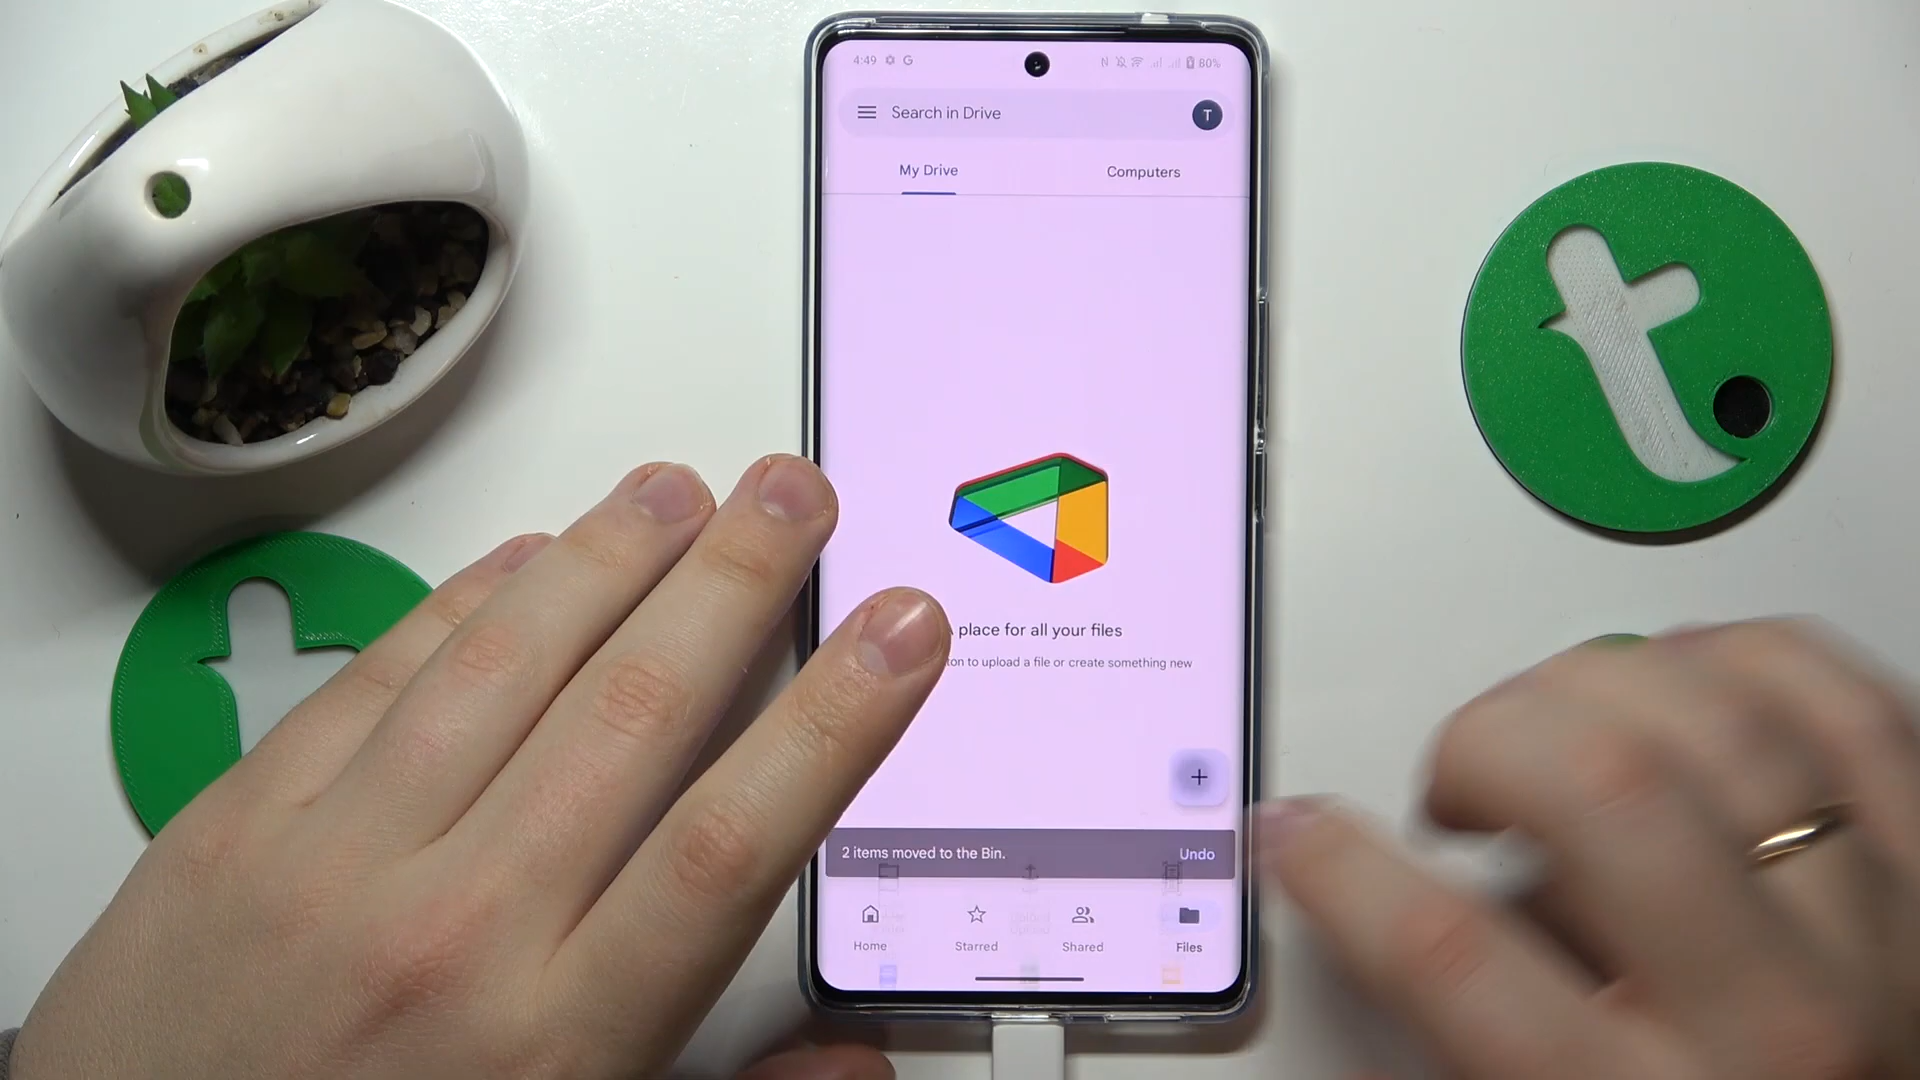 4:49 G N 80%
Search in Drive T
My Drive Computers
place for all your files
to upload a file or create something new
+
2 items moved to the Bin. Undo
Home Starred Shared Files
t.